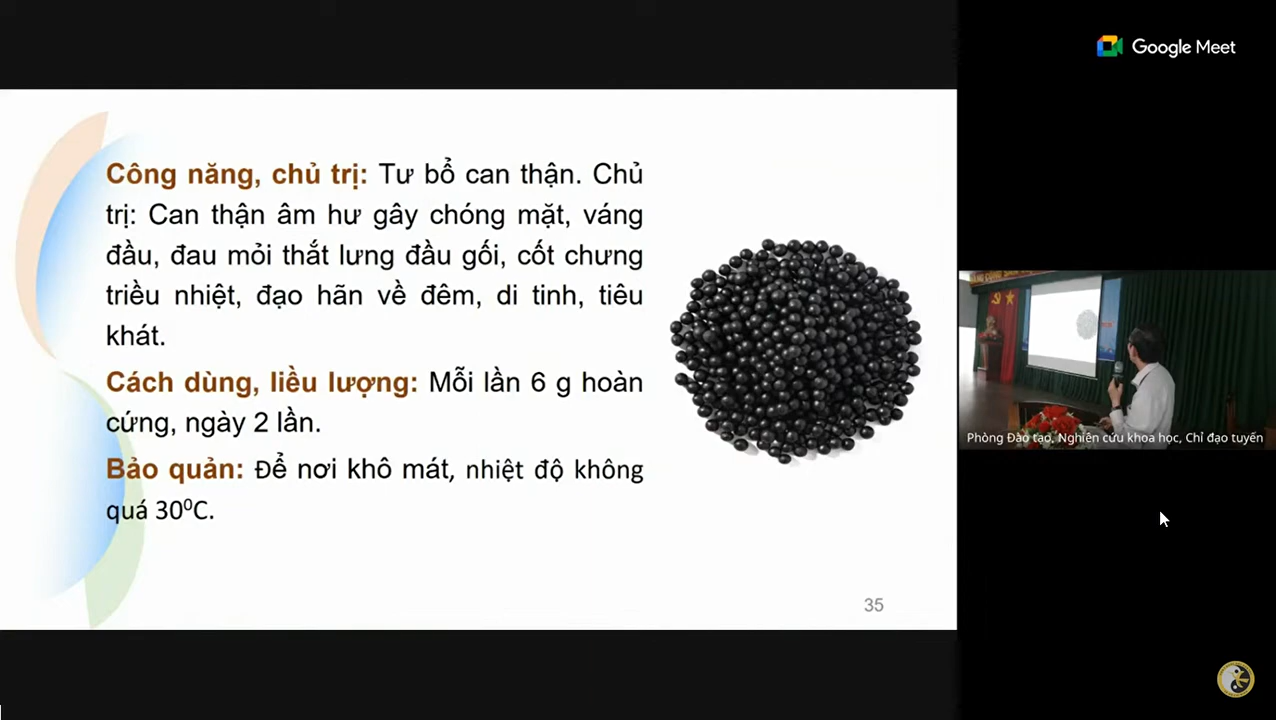 Google Meet
Công năng, chủ trị: Tư bổ can thận. Chủ
trị: Can thận âm hư gây chóng mặt, váng
đầu, đau mỏi thắt lưng đầu gối, cốt chưng
triều nhiệt, đạo hãn về đêm, di tinh, tiêu
khát.
Cách dùng, liều lượng: Mỗi lần 6 g hoàn
cứng, ngày 2 lần.
Bảo quản: Để nơi khô mát, nhiệt độ không
quá 30⁰C.
35
Phòng Đào tạo, Nghiên cứu khoa học, Chỉ đạo tuyến